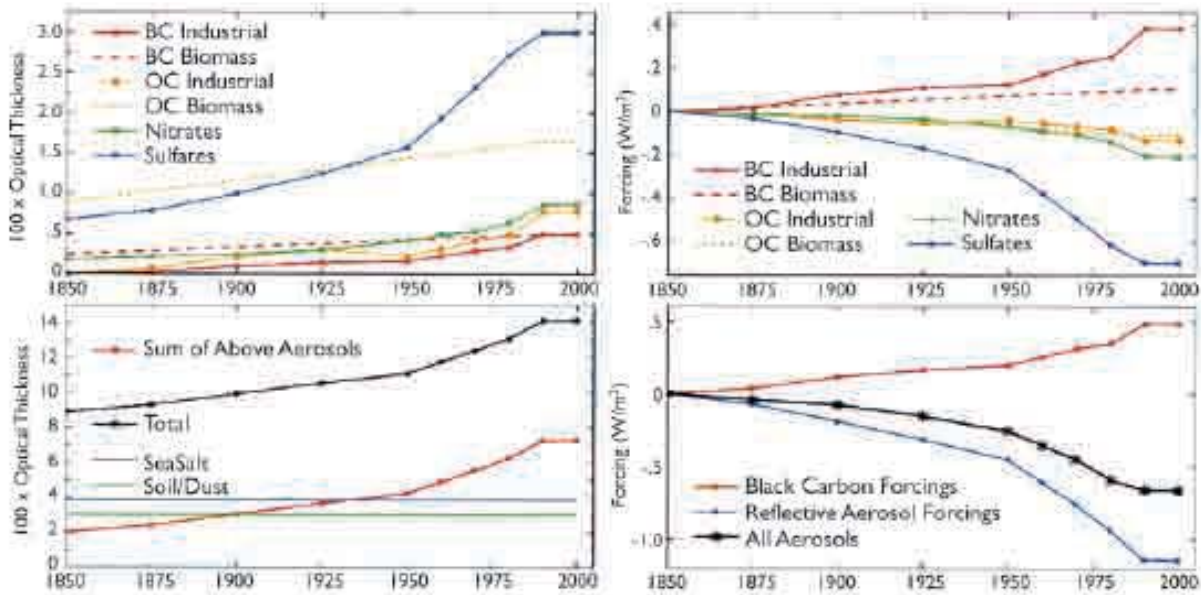 100 x Optical Thickness
3.0
2.5
2.0
1.5
1.0
.5
0
BC Industrial
BC Biomass
OC Industrial
OC Biomass
Nitrates
Sulfates
1850 1875 1900 1925 1950 1975 2000
Forcing (W/m²)
.4
.2
0
-.2
-.4
-.6
BC Industrial
BC Biomass
OC Industrial
OC Biomass
Nitrates
Sulfates
1850 1875 1900 1925 1950 1975 2000
100 x Optical Thickness
14
12
10
8
6
4
2
0
Sum of Above Aerosols
Total
SeaSalt
Soil/Dust
1850 1875 1900 1925 1950 1975 2000
Forcing (W/m²)
.5
0
-.5
-1.0
Black Carbon Forcings
Reflective Aerosol Forcings
All Aerosols
1850 1875 1900 1925 1950 1975 2000